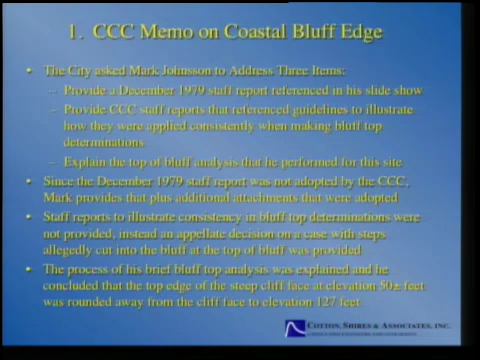 1. CCC Memo on Coastal Bluff Edge
• The City asked Mark Johnsson to Address Three Items:
– Provide a December 1979 staff report referenced in his slide show
– Provide CCC staff reports that referenced guidelines to illustrate
how they were applied consistently when making bluff top
determinations
– Explain the top of bluff analysis that he performed for this site
• Since the December 1979 staff report was not adopted by the CCC,
Mark provides that plus additional attachments that were adopted
• Staff reports to illustrate consistency in bluff top determinations were
not provided, instead an appellate decision on a case with steps
allegedly cut into the bluff at the top of bluff was provided
• The process of his brief bluff top analysis was explained and he
concluded that the top edge of the steep cliff face at elevation 50± feet
was rounded away from the cliff face to elevation 127 feet
COTTON, SHIRES & ASSOCIATES, INC.